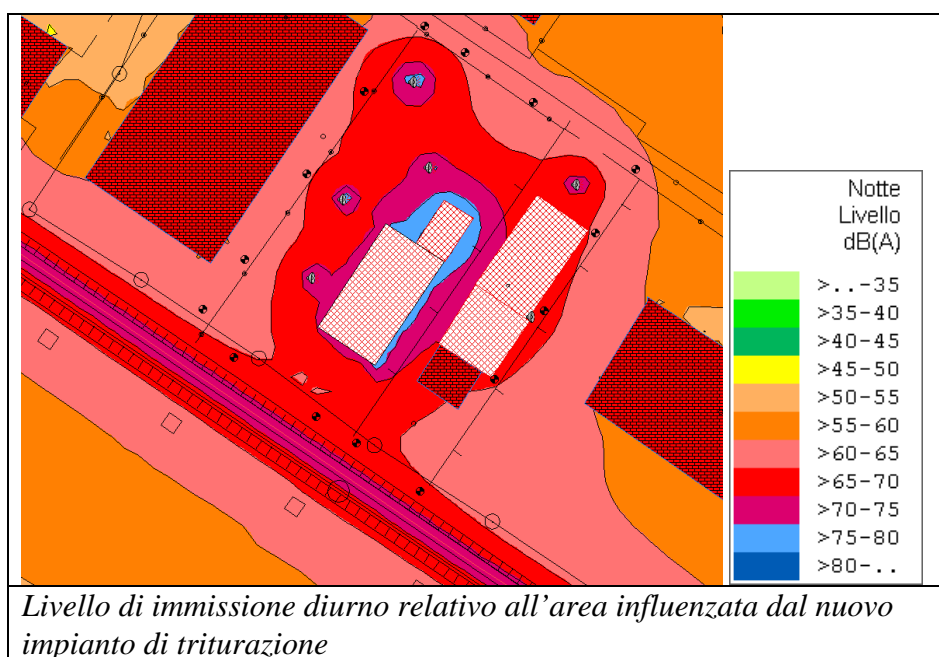 Notte
Livello
dB(A)
>..-35
>35-40
>40-45
>45-50
>50-55
>55-60
>60-65
>65-70
>70-75
>75-80
>80-..
Livello di immissione diurno relativo all’area influenzata dal nuovo
impianto di triturazione